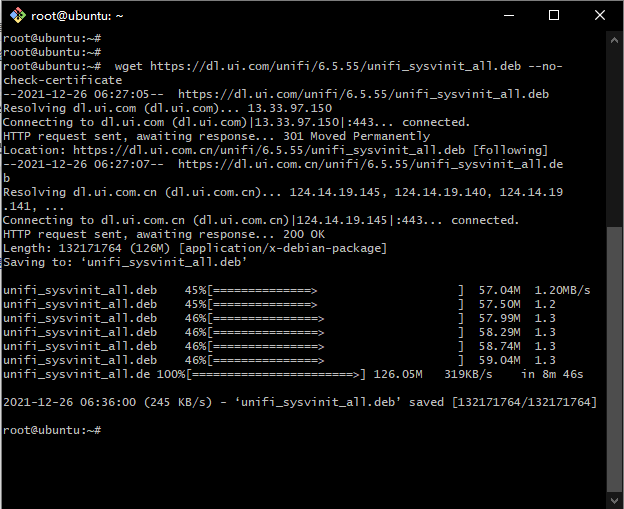 root@ubuntu: ~
root@ubuntu:~#
root@ubuntu:~#
root@ubuntu:~#  wget https://dl.ui.com/unifi/6.5.55/unifi_sysvinit_all.deb --no-
check-certificate
--2021-12-26 06:27:05--  https://dl.ui.com/unifi/6.5.55/unifi_sysvinit_all.deb
Resolving dl.ui.com (dl.ui.com)... 13.33.97.150
Connecting to dl.ui.com (dl.ui.com)|13.33.97.150|:443... connected.
HTTP request sent, awaiting response... 301 Moved Permanently
Location: https://dl.ui.com.cn/unifi/6.5.55/unifi_sysvinit_all.deb [following]
--2021-12-26 06:27:07--  https://dl.ui.com.cn/unifi/6.5.55/unifi_sysvinit_all.de
b
Resolving dl.ui.com.cn (dl.ui.com.cn)... 124.14.19.145, 124.14.19.140, 124.14.19
.141, ...
Connecting to dl.ui.com.cn (dl.ui.com.cn)|124.14.19.145|:443... connected.
HTTP request sent, awaiting response... 200 OK
Length: 132171764 (126M) [application/x-debian-package]
Saving to: ‘unifi_sysvinit_all.deb’
unifi_sysvinit_all.deb    45%[==============>                     ]  57.04M  1.20MB/s
unifi_sysvinit_all.deb    45%[==============>                     ]  57.50M  1.2
unifi_sysvinit_all.deb    46%[===============>                    ]  57.99M  1.3
unifi_sysvinit_all.deb    46%[===============>                    ]  58.29M  1.3
unifi_sysvinit_all.deb    46%[===============>                    ]  58.74M  1.3
unifi_sysvinit_all.deb    46%[===============>                    ]  59.04M  1.3
unifi_sysvinit_all.de 100%[=======================>] 126.05M   319KB/s    in 8m 46s
2021-12-26 06:36:00 (245 KB/s) - ‘unifi_sysvinit_all.deb’ saved [132171764/132171764]
root@ubuntu:~#